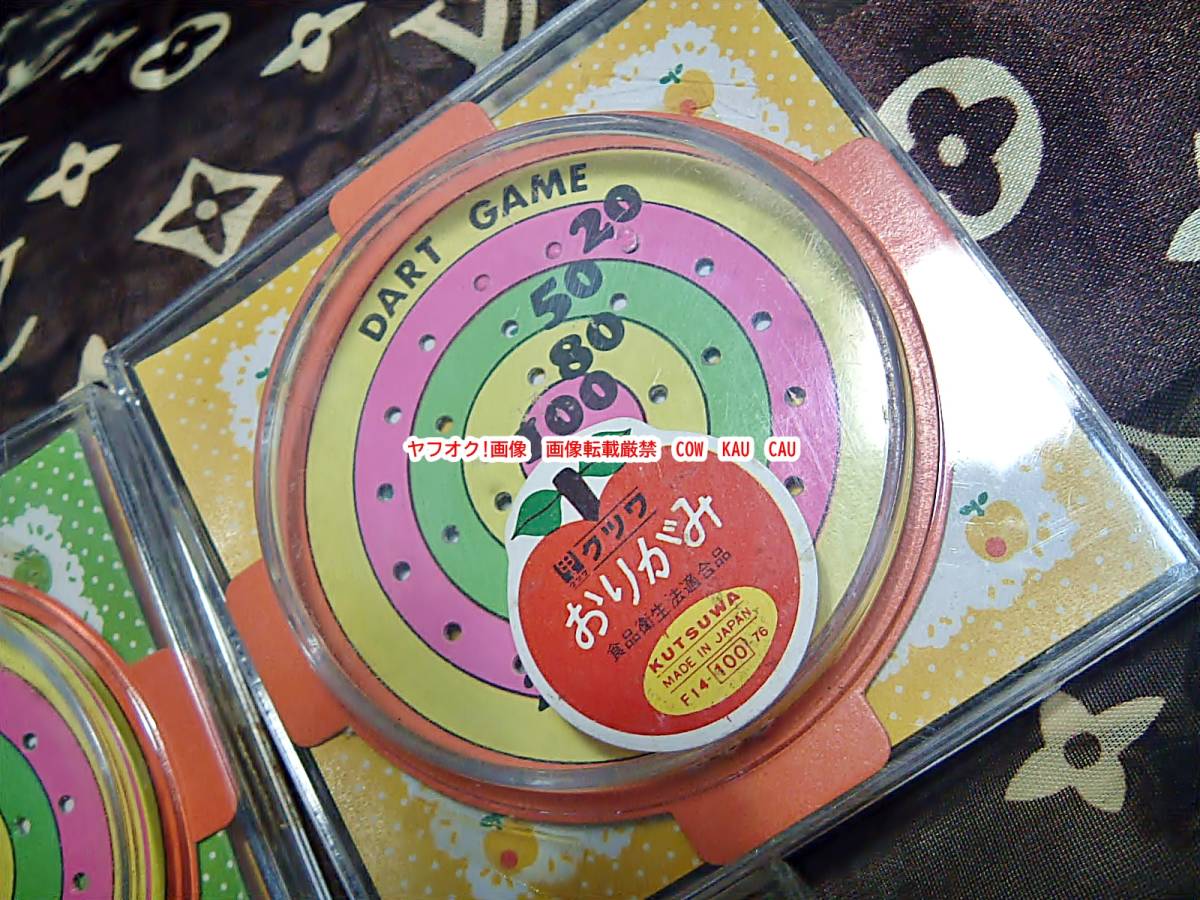 DART GAME
20
50
80
100
ヤフオク!画像 画像転載厳禁 COW KAU CAU
クツワ
おりがみ
食品衛生法適合品
KUTSUWA
MADE IN JAPAN
F14-100-76